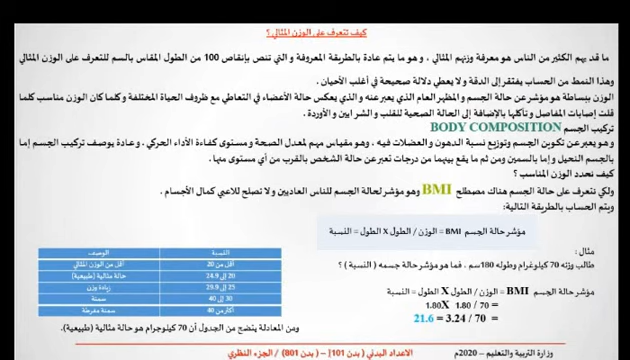 كيف تتعرف على الوزن المثالي ؟
ما قد يهم الكثير من الناس هو معرفة وزنهم المثالي , وهو ما يتم عادة بالطريقة المعروفة و التي تنص بإنقاص 100 من الطول المقاس بالسم للتعرف على الوزن المثالي
وهذا النمط من الحساب يفتقر إلى الدقة ولا يعطي دلالة صحيحة في أغلب الأحيان .
الوزن ببساطة هو مؤشر عن حالة الجسم والمظهر العام الذي يعبر عنه و الذي يعكس حالة الأعضاء في التعاطي مع ظروف الحياة المختلفة و كلما كان الوزن مناسب كلما
قلت إصابات المفاصل و تآكلها بالإضافة إلى الحالة الصحية للقلب و الشرايين و الأوردة .
تركيب الجسم BODY COMPOSITION
وهو يعبر عن تكوين الجسم وتوزيع نسبة الدهون والعضلات فيه , وهو مقياس مهم لمعدل الصحة و مستوى كفاءة الأداء الحركي . وعادة يوصف تركيب الجسم إما
بالجسم النحيل و إما بالسمين ومن ثم ما يقع بينهما من درجات تعبر عن حالة الشخص بالقرب من أي مستوى منها .
كيف نحدد الوزن المناسب ؟
ولكي نتعرف على حالة الجسم هناك مصطلح BMI وهو مؤشر لحالة الجسم للناس العاديين و لا تصلح للاعبي كمال الأجسام .
ويتم الحساب بالطريقة التالية:
مؤشر حالة الجسم BMI = الوزن / الطول X الطول = النسبة
مثال :
طالب وزنه 70 كيلوغرام وطوله 180سم . فما هو مؤشر حالة جسمه ( النسبة ) ؟
مؤشر حالة الجسم BMI = الوزن / الطول X الطول = النسبة
= 70 / 1.80 X 1.80
= 70 / 3.24 = 21.6
النسبة الوصف
أقل من 20 أقل من الوزن المثالي
20 إلى 24.9 حالة مثالية (طبيعية)
25 إلى 29.9 زيادة وزن
30 إلى 40 سمنة
أكثر من 40 سمنة مفرطة
ومن المعادلة يتضح من الجدول أن 70 كيلوجرام هو حالة مثالية (طبيعية).
وزارة التربية والتعليم – 2020م
الاعداد البدني ( بدن 101) – ( بدن 801) / الجزء النظري